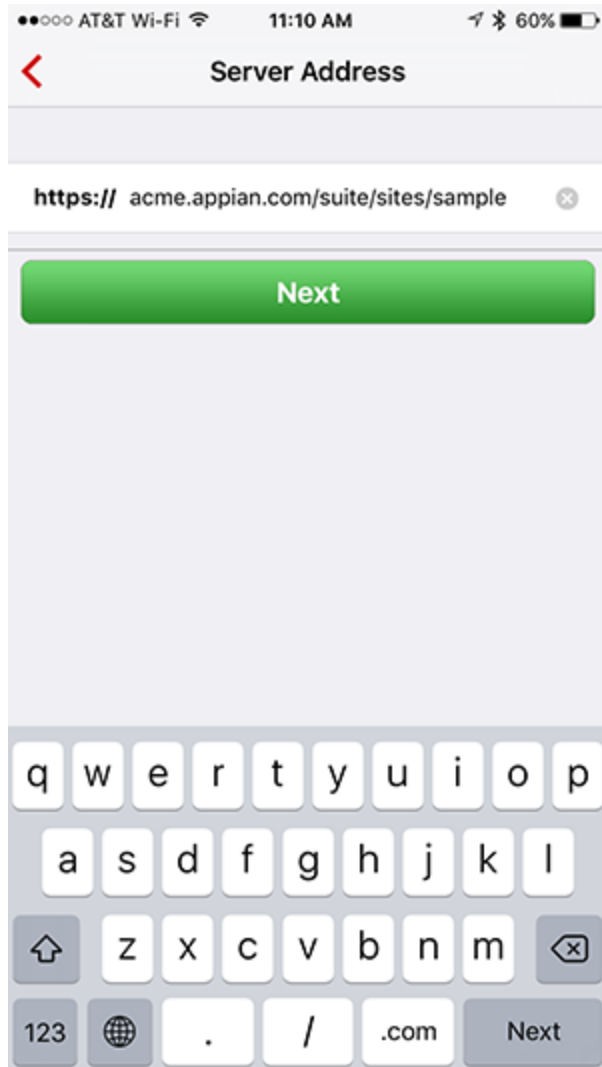 AT&T Wi-Fi 11:10 AM 60%
Server Address
https:// acme.appian.com/suite/sites/sample
Next
q w e r t y u i o p
a s d f g h j k l
z x c v b n m
123 . / .com Next